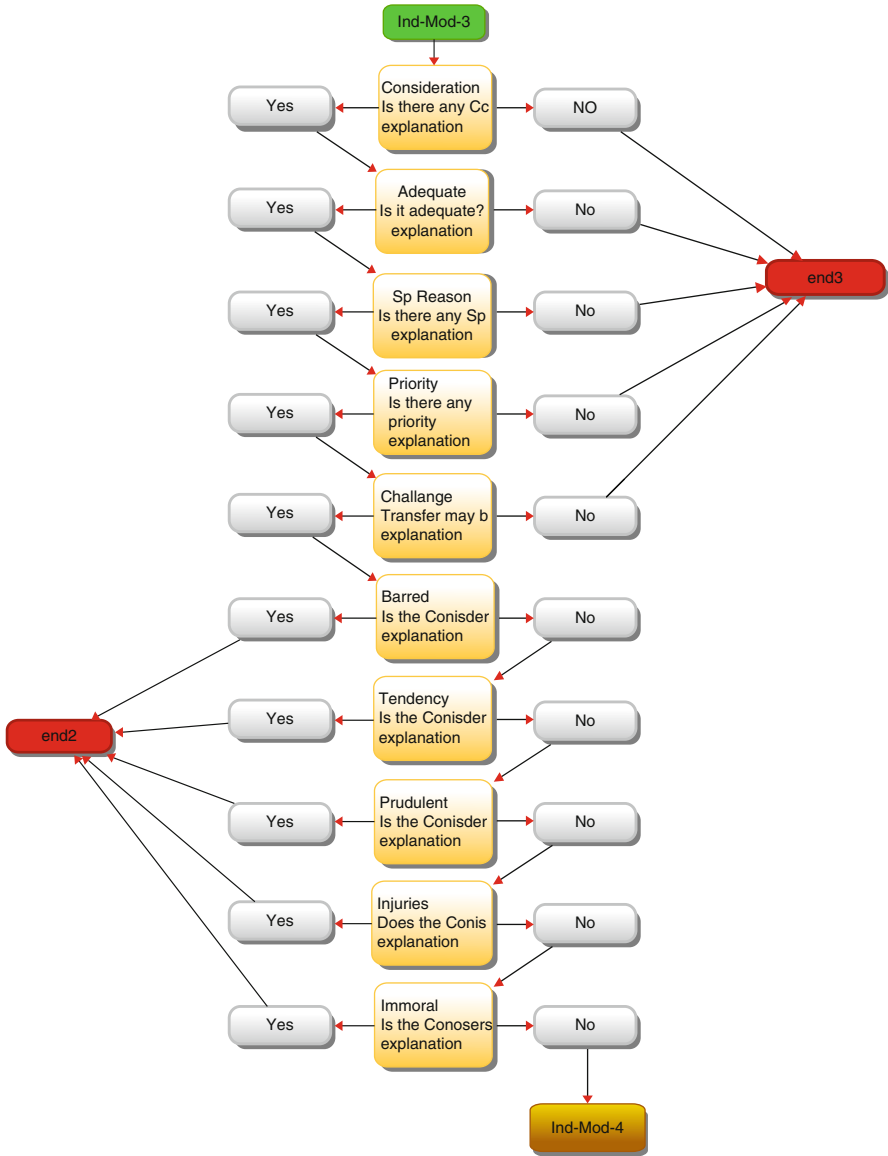 Ind-Mod-3
Consideration
Is there any Cc
explanation
Yes
NO
Adequate
Is it adequate?
explanation
Yes
No
end3
Sp Reason
Is there any Sp
explanation
Yes
No
Priority
Is there any
priority
explanation
Yes
No
Challange
Transfer may b
explanation
Yes
No
Barred
Is the Conisder
explanation
Yes
No
Tendency
Is the Conisder
explanation
Yes
No
end2
Prudulent
Is the Conisder
explanation
Yes
No
Injuries
Does the Conis
explanation
Yes
No
Immoral
Is the Conosers
explanation
Yes
No
Ind-Mod-4